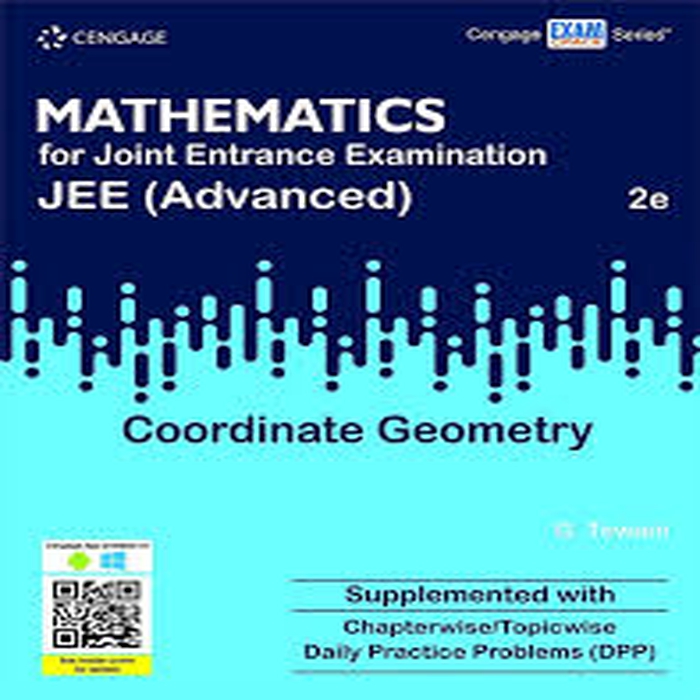 CENGAGE
Cengage EXAM Series
MATHEMATICS
for Joint Entrance Examination
JEE (Advanced)
2e
Coordinate Geometry
G. Tewani
Supplemented with
Chapterwise/Topicwise
Daily Practice Problems (DPP)